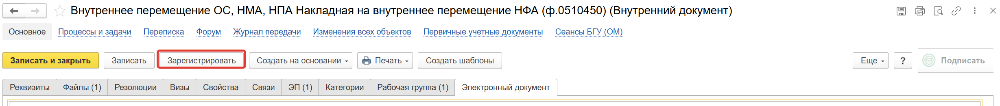 Внутреннее перемещение ОС, НМА, НПА Накладная на внутреннее перемещение НФА (ф.0510450) (Внутренний документ)
Основное Процессы и задачи Переписка Форум Журнал передачи Изменения всех объектов Первичные учетные документы Сеансы БГУ (ОМ)
Записать и закрыть Записать Зарегистрировать Создать на основании Печать Создать шаблоны Еще ? Подписать
Реквизиты Файлы (1) Резолюции Визы Свойства Связи ЭП (1) Категории Рабочая группа (1) Электронный документ